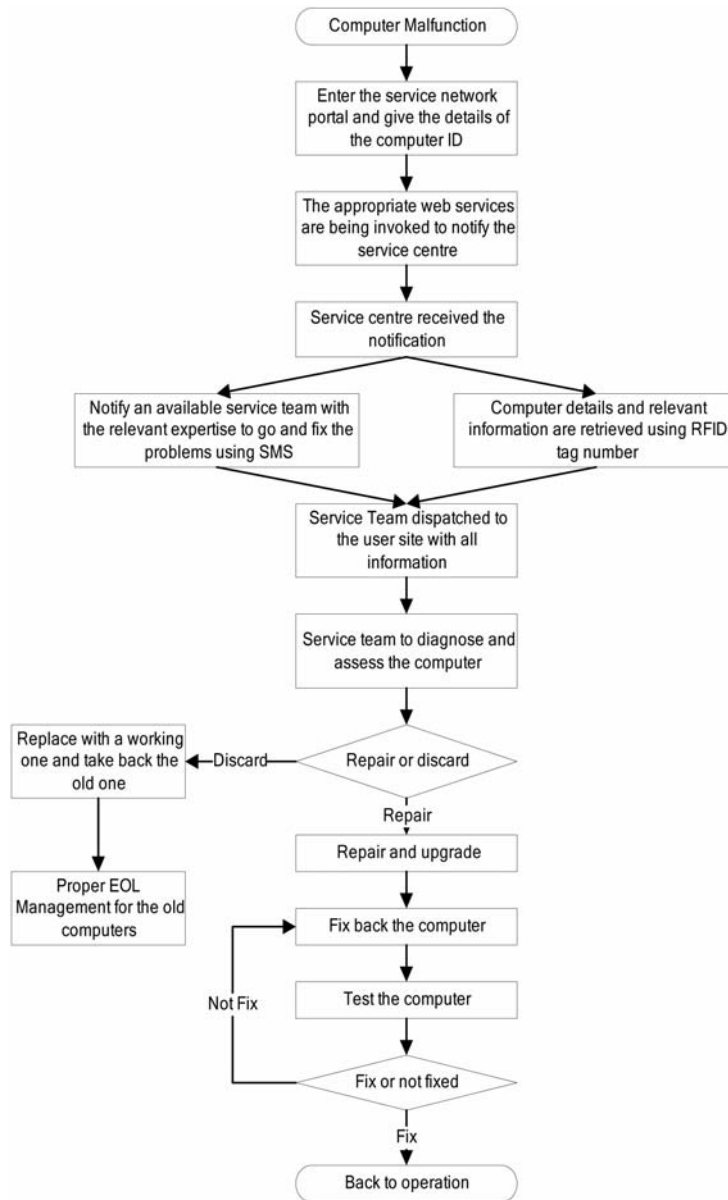 Computer Malfunction
Enter the service network
portal and give the details of
the computer ID
The appropriate web services
are being invoked to notify the
service centre
Service centre received the
notification
Notify an available service team with
the relevant expertise to go and fix the
problems using SMS
Computer details and relevant
information are retrieved using RFID
tag number
Service Team dispatched to
the user site with all
information
Service team to diagnose and
assess the computer
Replace with a working
one and take back the
old one
Discard
Repair or discard
Repair
Proper EOL
Management for the old
computers
Repair and upgrade
Fix back the computer
Not Fix
Test the computer
Fix or not fixed
Fix
Back to operation